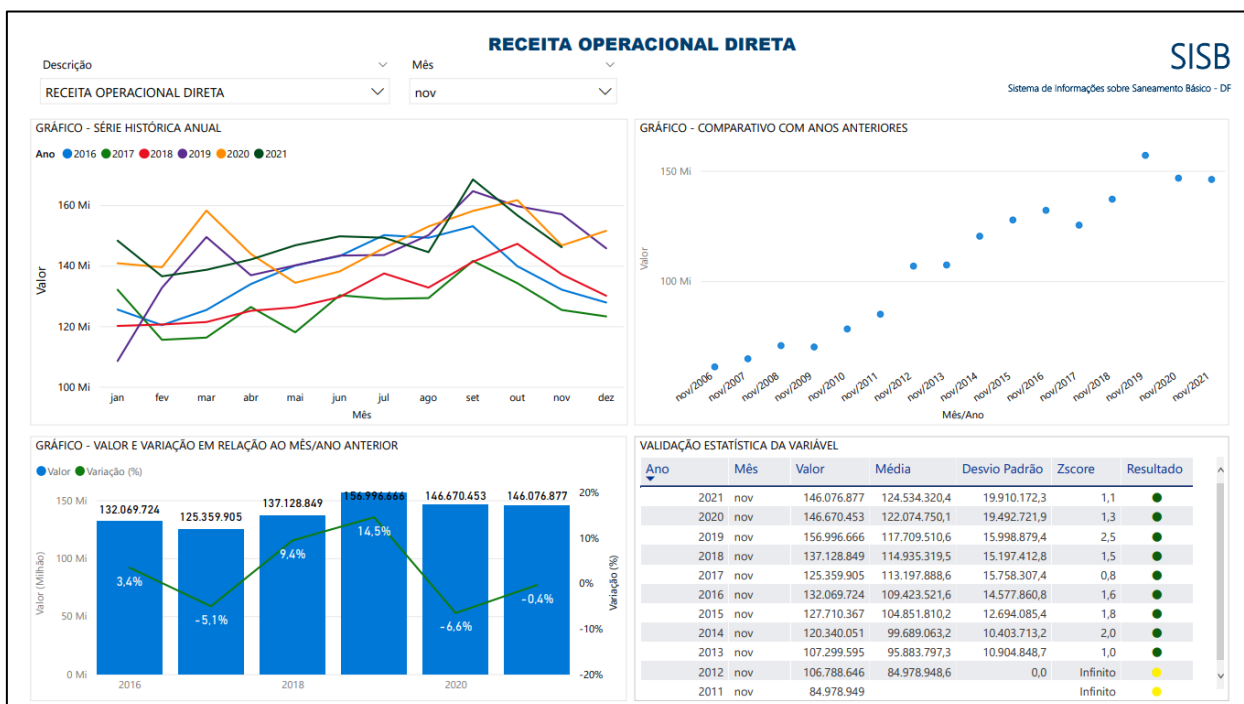 RECEITA OPERACIONAL DIRETA
SISB
Sistema de Informações sobre Saneamento Básico - DF
Descrição
RECEITA OPERACIONAL DIRETA
Mês
nov
GRÁFICO - SÉRIE HISTÓRICA ANUAL
Ano 2016 2017 2018 2019 2020 2021
Valor
160 Mi
140 Mi
120 Mi
100 Mi
jan fev mar abr mai jun jul ago set out nov dez
Mês
GRÁFICO - COMPARATIVO COM ANOS ANTERIORES
Valor
150 Mi
100 Mi
nov/2006 nov/2007 nov/2008 nov/2009 nov/2010 nov/2011 nov/2012 nov/2013 nov/2014 nov/2015 nov/2016 nov/2017 nov/2018 nov/2019 nov/2020 nov/2021
Mês/Ano
GRÁFICO - VALOR E VARIAÇÃO EM RELAÇÃO AO MÊS/ANO ANTERIOR
Valor Variação (%)
Valor (Milhão)
150 Mi
100 Mi
50 Mi
0 Mi
132.069.724 125.359.905 137.128.849 156.996.666 146.670.453 146.076.877
3,4% -5,1% 9,4% 14,5% -6,6% -0,4%
20%
10%
0%
-10%
-20%
Variação (%)
2016 2018 2020
VALIDAÇÃO ESTATÍSTICA DA VARIÁVEL
Ano Mês Valor Média Desvio Padrão Zscore Resultado
2021 nov 146.076.877 124.534.320,4 19.910.172,3 1,1
2020 nov 146.670.453 122.074.750,1 19.492.721,9 1,3
2019 nov 156.996.666 117.709.510,6 15.998.879,4 2,5
2018 nov 137.128.849 114.935.319,5 15.197.412,8 1,5
2017 nov 125.359.905 113.197.888,6 15.758.307,4 0,8
2016 nov 132.069.724 109.423.521,6 14.577.860,8 1,6
2015 nov 127.710.367 104.851.810,2 12.694.085,4 1,8
2014 nov 120.340.051 99.689.063,2 10.403.713,2 2,0
2013 nov 107.299.595 95.883.797,3 10.904.848,7 1,0
2012 nov 106.788.646 84.978.948,6 0,0 Infinito
2011 nov 84.978.949 Infinito